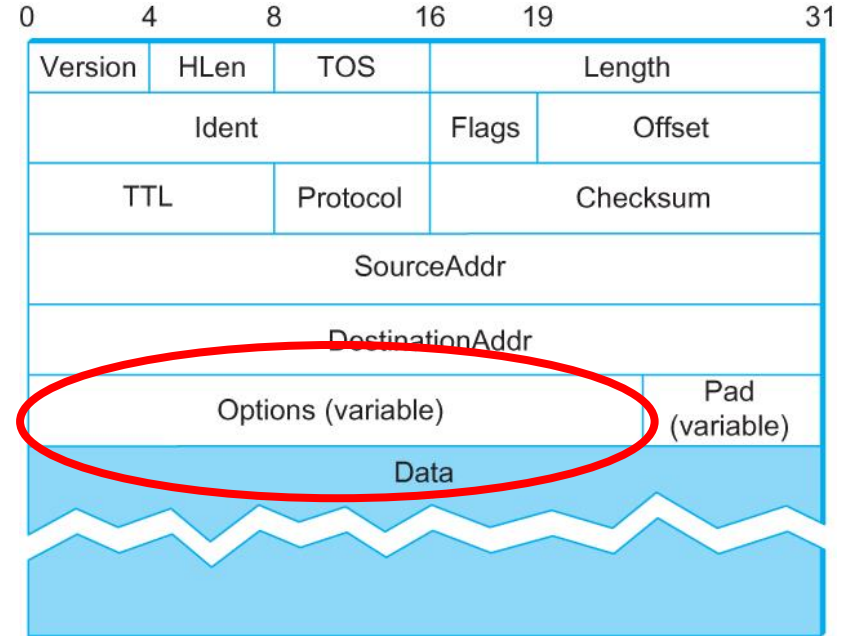 0 4 8 16 19 31
Version HLen TOS Length
Ident Flags Offset
TTL Protocol Checksum
SourceAddr
DestinationAddr
Options (variable) Pad
(variable)
Data